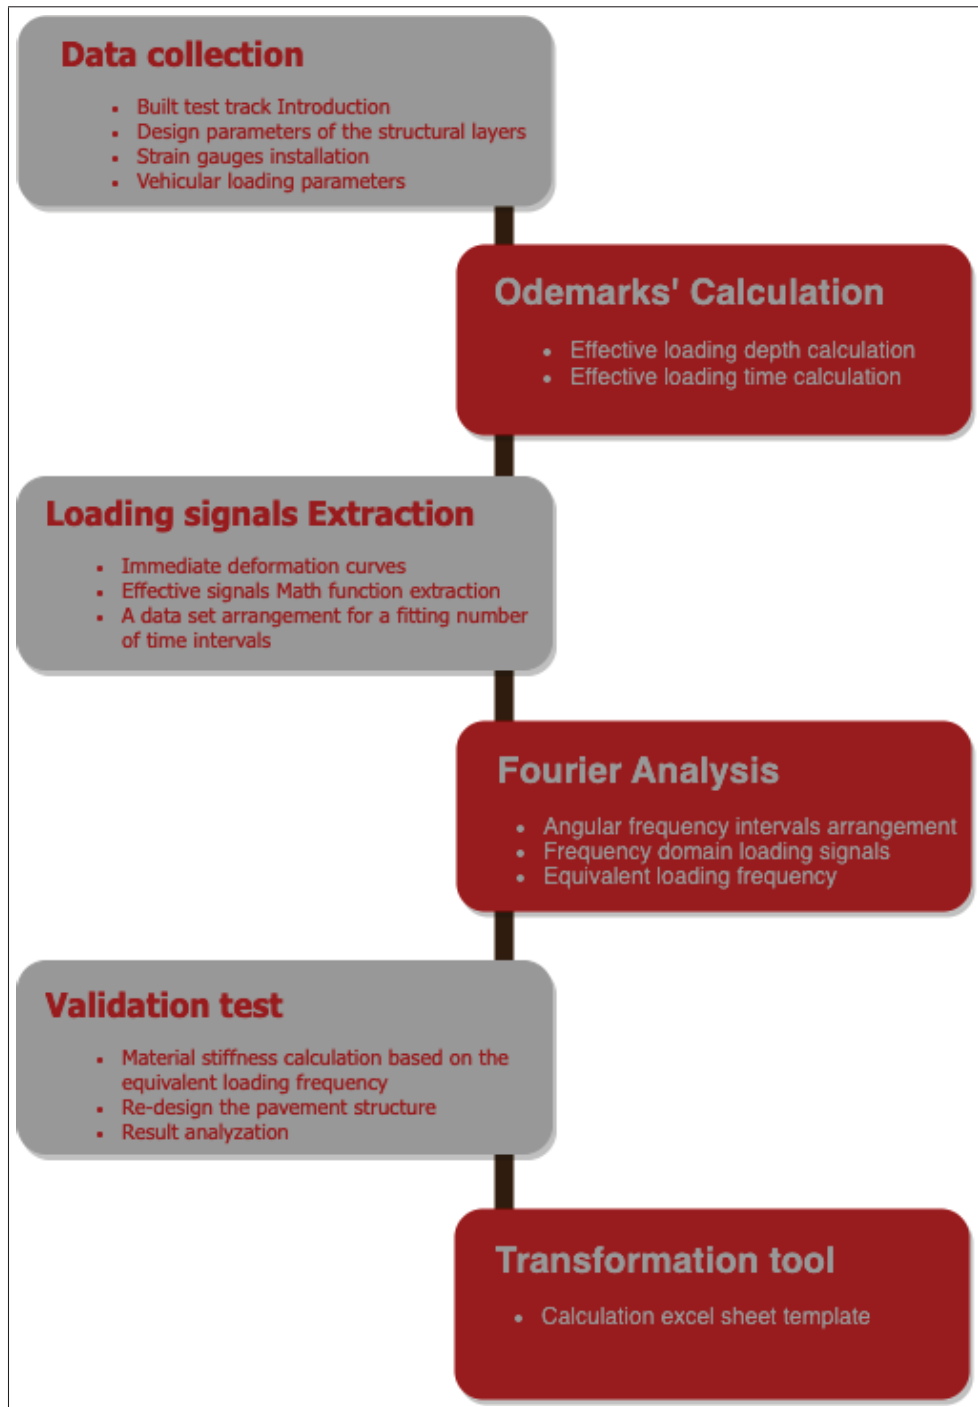 Data collection
▪ Built test track Introduction
▪ Design parameters of the structural layers
▪ Strain gauges installation
▪ Vehicular loading parameters
Odemarks' Calculation
• Effective loading depth calculation
• Effective loading time calculation
Loading signals Extraction
▪ Immediate deformation curves
▪ Effective signals Math function extraction
▪ A data set arrangement for a fitting number
of time intervals
Fourier Analysis
• Angular frequency intervals arrangement
• Frequency domain loading signals
• Equivalent loading frequency
Validation test
▪ Material stiffness calculation based on the
equivalent loading frequency
▪ Re-design the pavement structure
▪ Result analyzation
Transformation tool
• Calculation excel sheet template